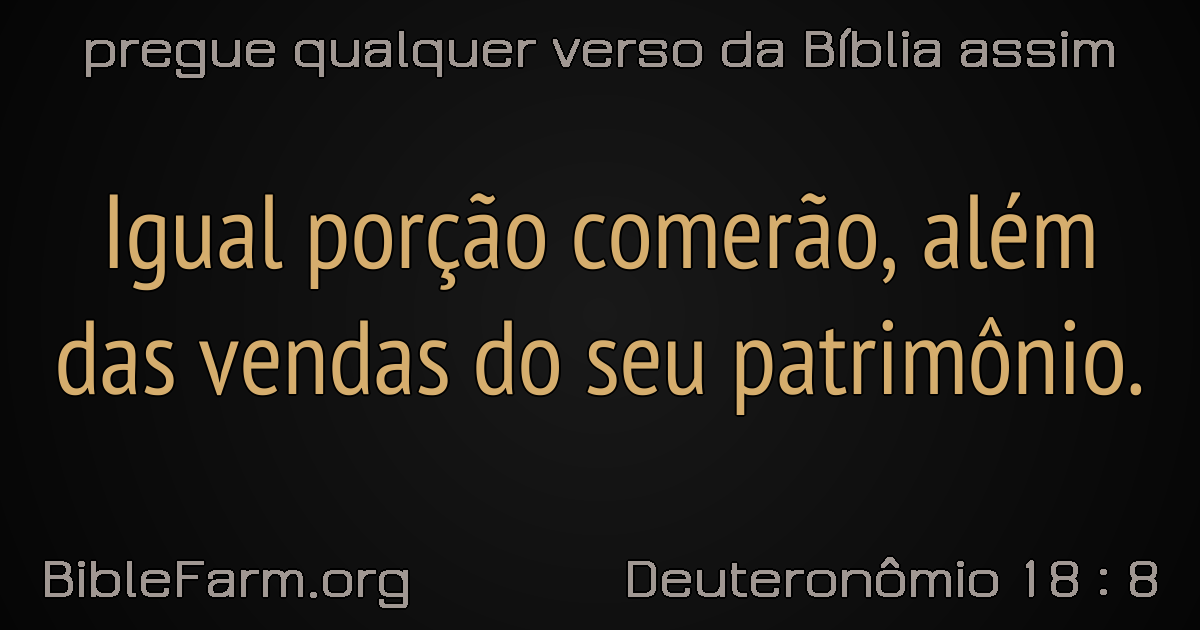 pregue qualquer verso da Bíblia assim
Igual porção comerão, além
das vendas do seu patrimônio.
BibleFarm.org
Deuteronômio 18 : 8